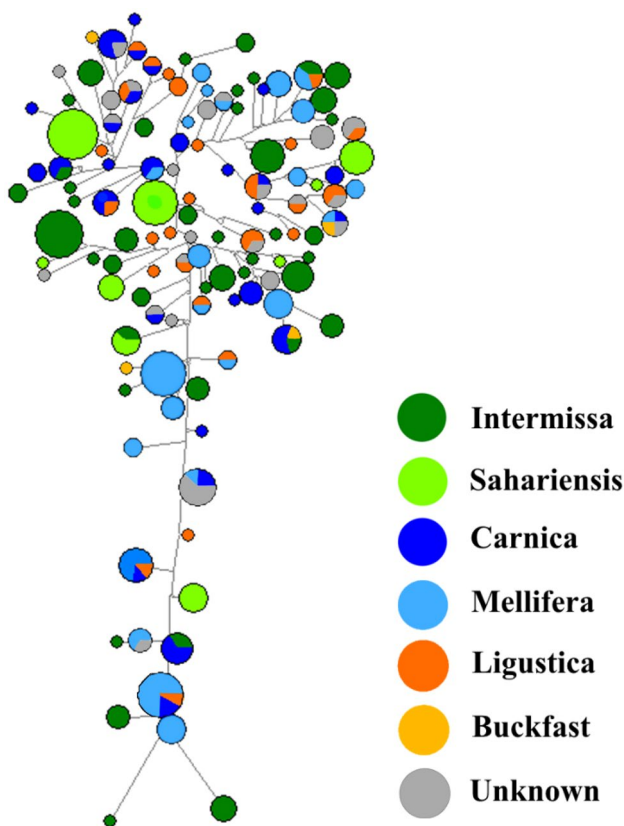 Intermissa
Sahariensis
Carnica
Mellifera
Ligustica
Buckfast
Unknown